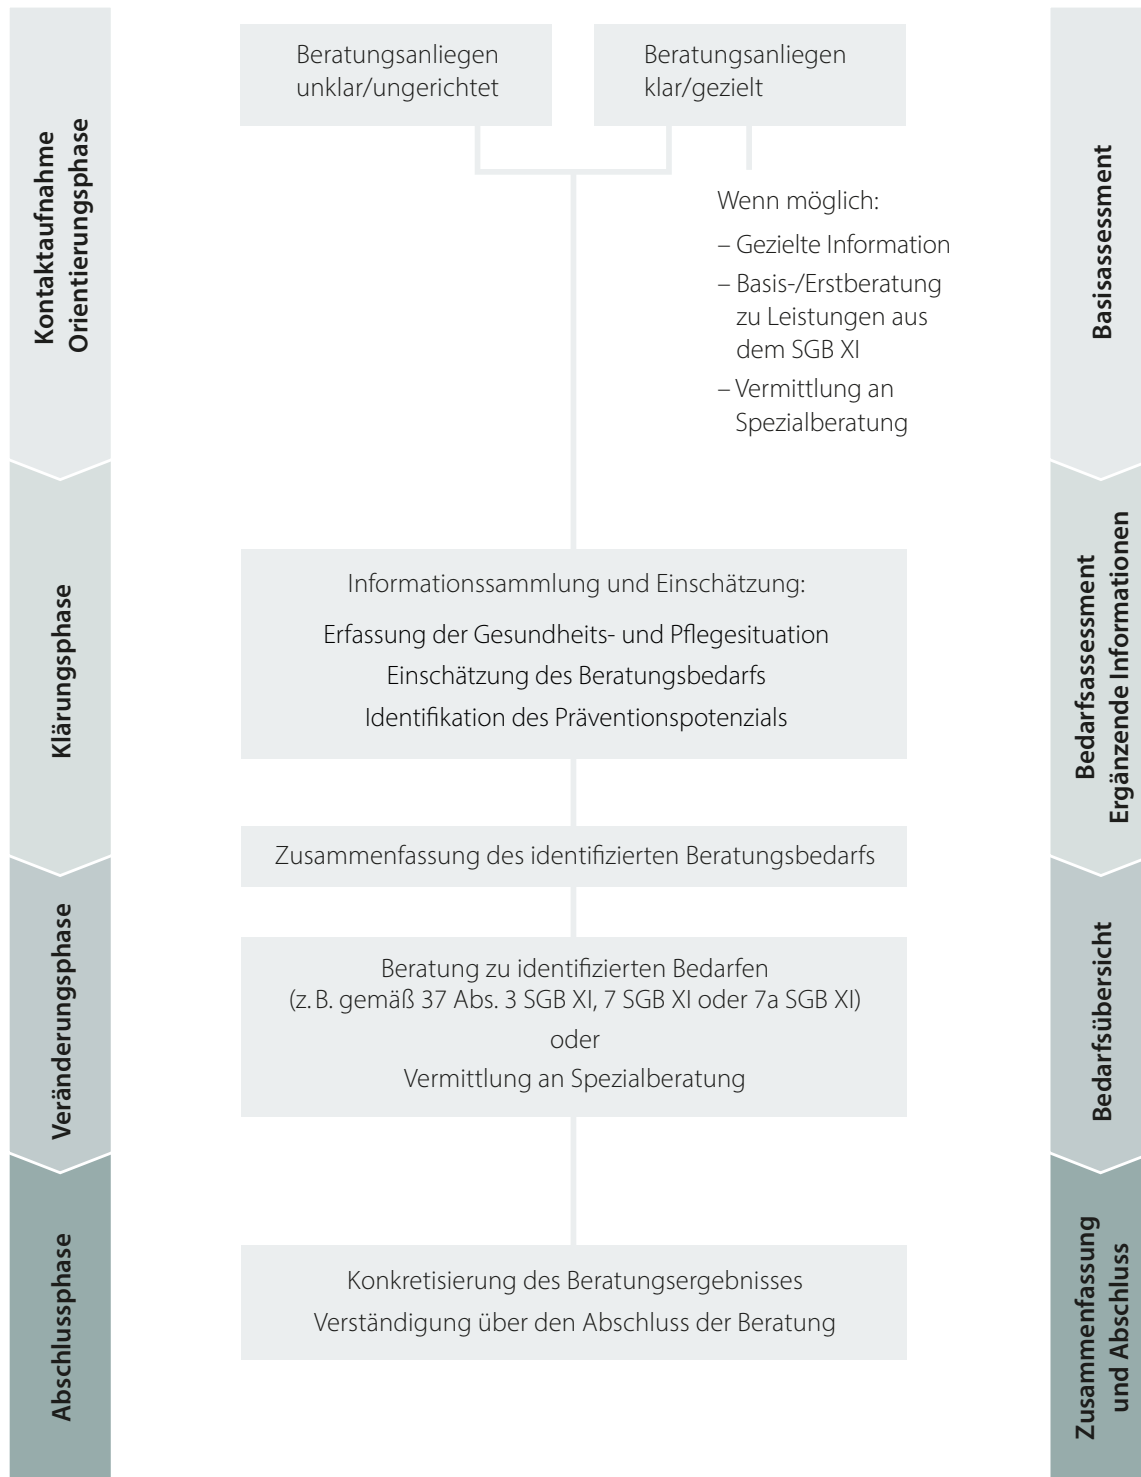 Kontaktaufnahme
Orientierungsphase
Beratungsanliegen
unklar/ungerichtet
Beratungsanliegen
klar/gezielt
Wenn möglich:
– Gezielte Information
– Basis-/Erstberatung
zu Leistungen aus
dem SGB XI
– Vermittlung an
Spezialberatung
Basisassessment
Klärungsphase
Informationssammlung und Einschätzung:
Erfassung der Gesundheits- und Pflegesituation
Einschätzung des Beratungsbedarfs
Identifikation des Präventionspotenzials
Zusammenfassung des identifizierten Beratungsbedarfs
Bedarfsassessment
Ergänzende Informationen
Veränderungsphase
Beratung zu identifizierten Bedarfen
(z. B. gemäß 37 Abs. 3 SGB XI, 7 SGB XI oder 7a SGB XI)
oder
Vermittlung an Spezialberatung
Bedarfsübersicht
Abschlussphase
Konkretisierung des Beratungsergebnisses
Verständigung über den Abschluss der Beratung
Zusammenfassung
und Abschluss